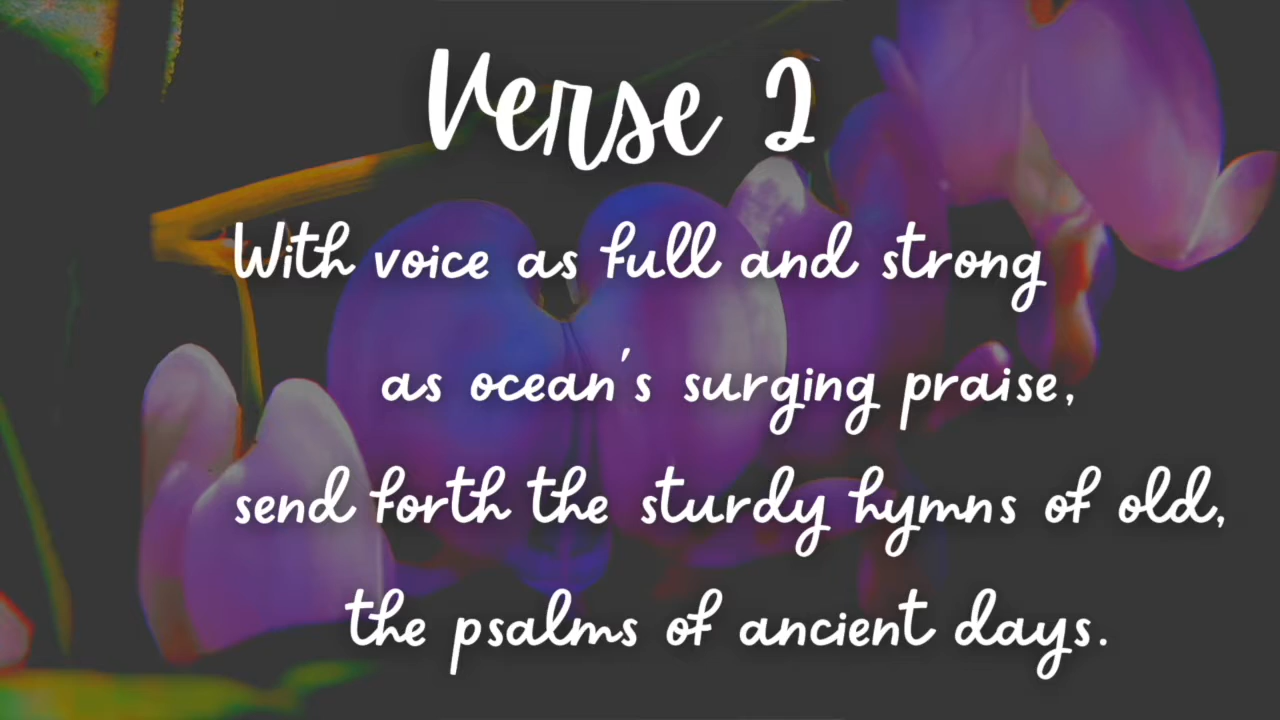 Verse 2
With voice as full and strong
as ocean's surging praise,
send forth the sturdy hymns of old,
the psalms of ancient days.